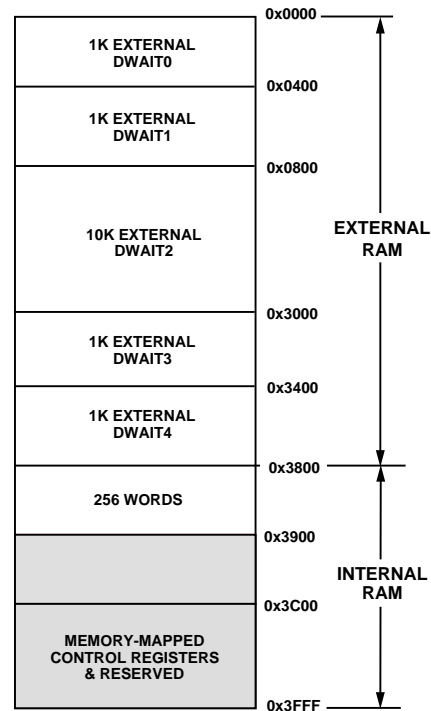 0x0000
1K EXTERNAL
DWAIT0
0x0400
1K EXTERNAL
DWAIT1
0x0800
10K EXTERNAL
DWAIT2
EXTERNAL
RAM
0x3000
1K EXTERNAL
DWAIT3
0x3400
1K EXTERNAL
DWAIT4
0x3800
256 WORDS
0x3900
INTERNAL
RAM
0x3C00
MEMORY-MAPPED
CONTROL REGISTERS
& RESERVED
0x3FFF